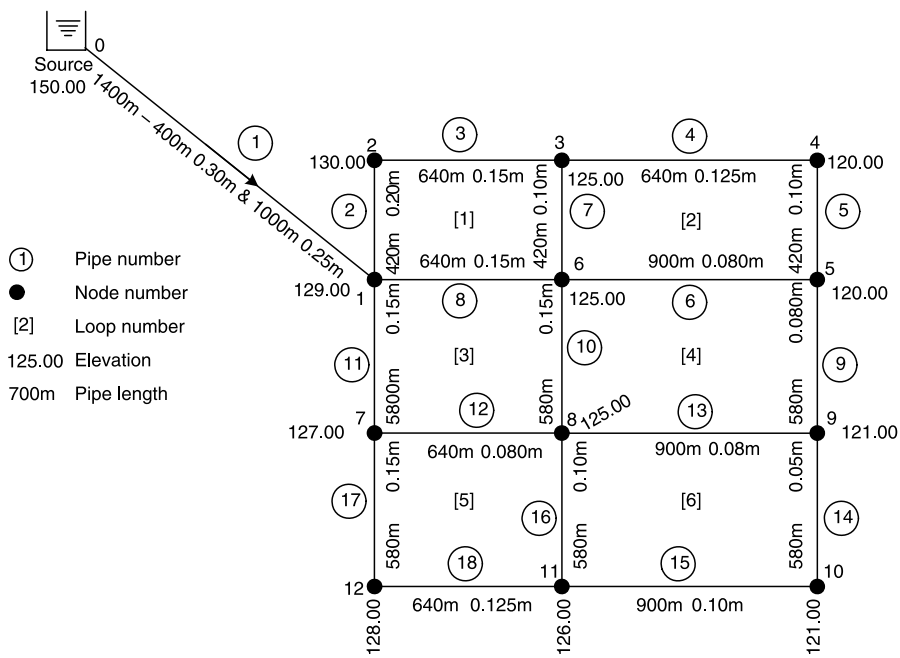 0
Source
150.00
1400m – 400m 0.30m & 1000m 0.25m
1
2
3
3
4
4
130.00
640m 0.15m
125.00
640m 0.125m
120.00
2
0.20m
420m
[1]
0.10m
420m
7
[2]
0.10m
420m
5
640m 0.15m
6
900m 0.080m
5
129.00
1
8
125.00
6
120.00
0.15m
5800m
11
[3]
0.15m
580m
10
[4]
0.080m
580m
9
7
12
8
125.00
13
9
127.00
640m 0.080m
900m 0.08m
121.00
0.15m
580m
17
[5]
0.10m
580m
16
[6]
0.05m
580m
14
12
18
11
15
10
640m 0.125m
900m 0.10m
128.00
126.00
121.00
1 Pipe number
Node number
[2] Loop number
125.00 Elevation
700m Pipe length